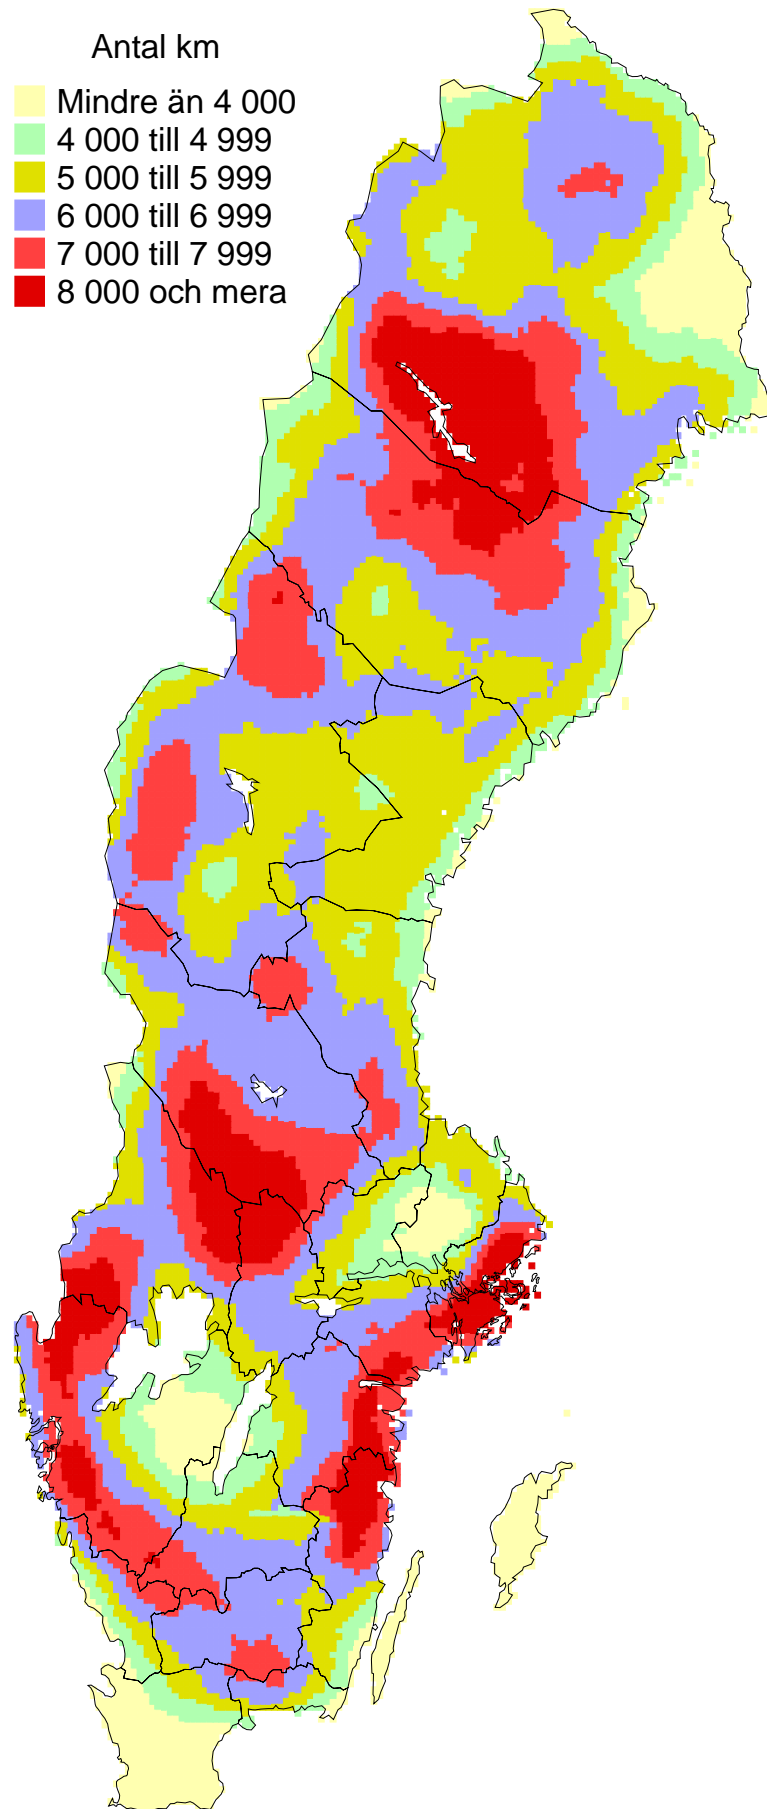 Antal km
Mindre än 4 000
4 000 till 4 999
5 000 till 5 999
6 000 till 6 999
7 000 till 7 999
8 000 och mera